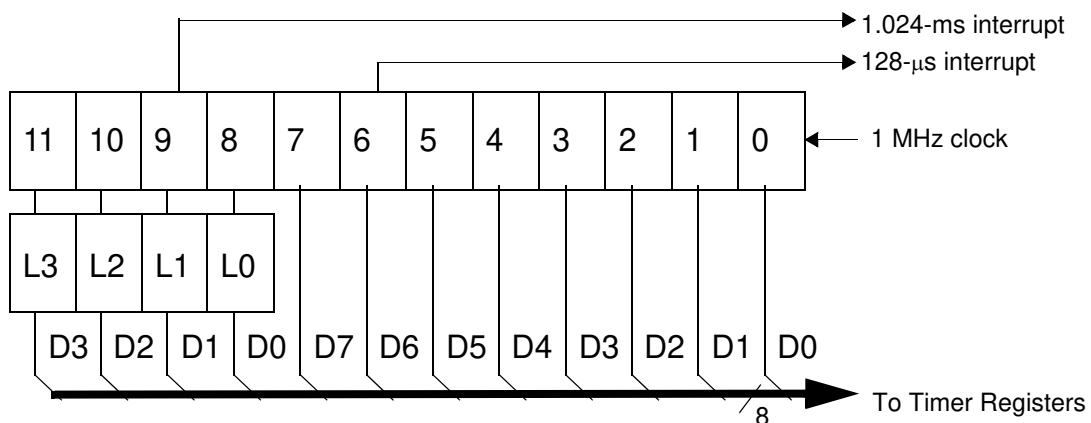 1.024-ms interrupt
128-μs interrupt
11 10 9 8 7 6 5 4 3 2 1 0
1 MHz clock
L3 L2 L1 L0
D3 D2 D1 D0 D7 D6 D5 D4 D3 D2 D1 D0
8
To Timer Registers